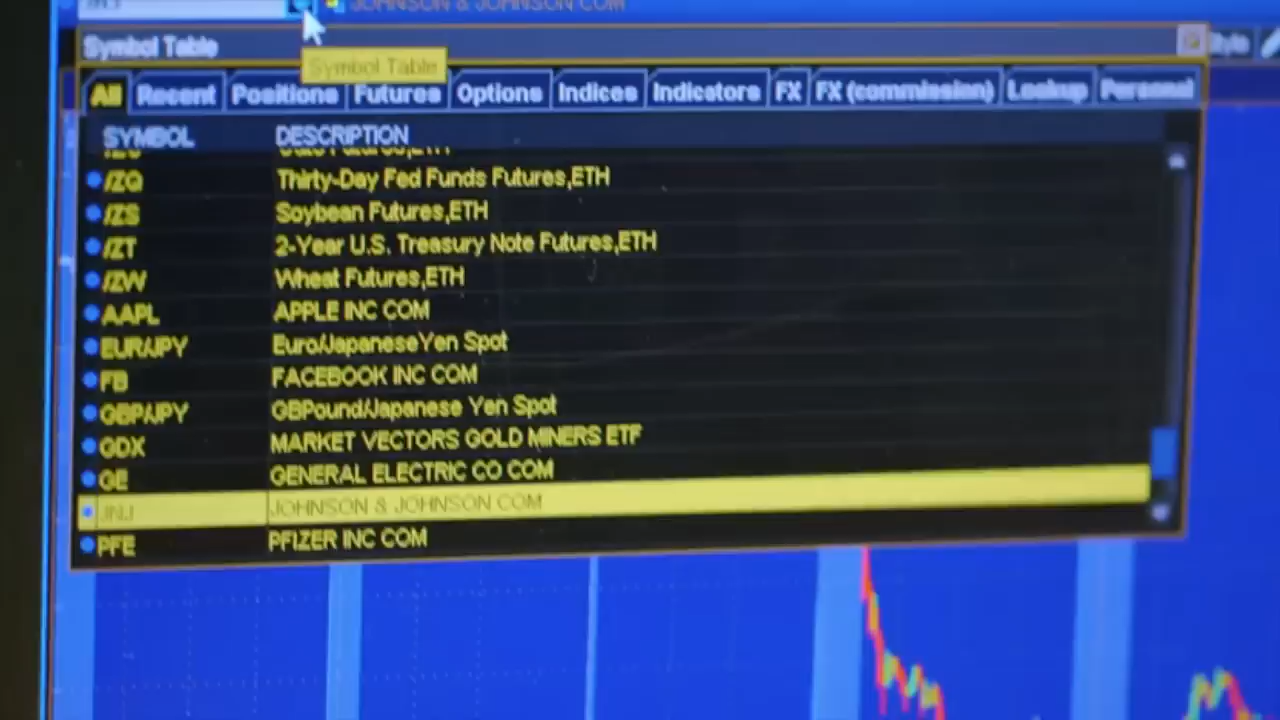 JNJ JOHNSON & JOHNSON COM
Symbol Table Style
Symbol Table
All Recent Positions Futures Options Indices Indicators FX FX (commission) Lookup Personal
SYMBOL DESCRIPTION
/ZQ Thirty-Day Fed Funds Futures,ETH
/ZS Soybean Futures,ETH
/ZT 2-Year U.S. Treasury Note Futures,ETH
/ZW Wheat Futures,ETH
AAPL APPLE INC COM
EUR/JPY Euro/JapaneseYen Spot
FB FACEBOOK INC COM
GBP/JPY GBPound/Japanese Yen Spot
GDX MARKET VECTORS GOLD MINERS ETF
GE GENERAL ELECTRIC CO COM
JNJ JOHNSON & JOHNSON COM
PFE PFIZER INC COM